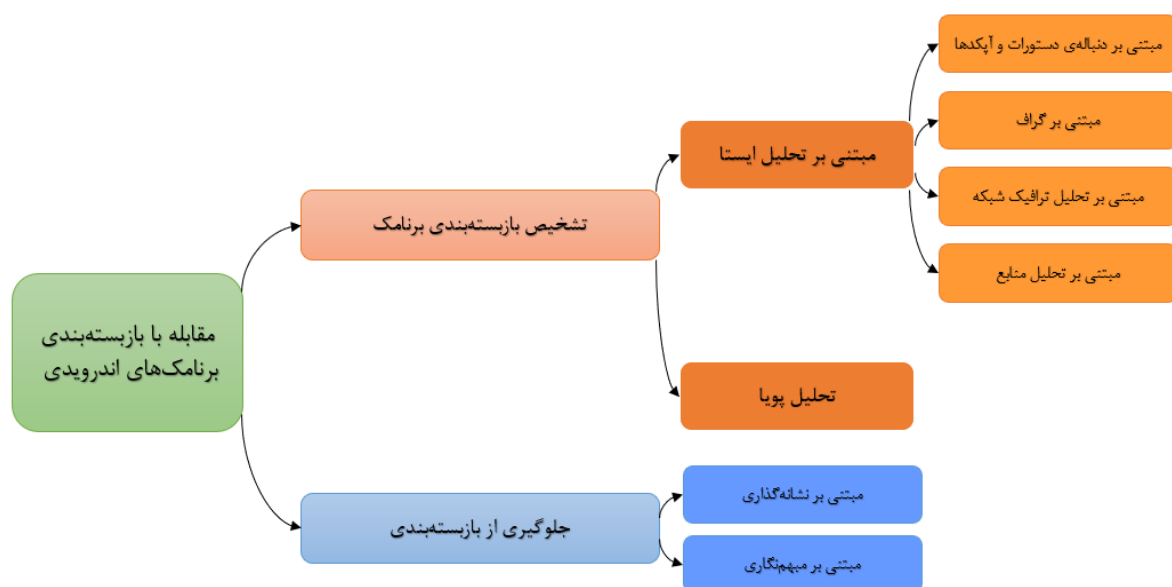 مقابله با بازبسته‌بندی
برنامک‌های اندرویدی
تشخیص بازبسته‌بندی برنامک
مبتنی بر تحلیل ایستا
مبتنی بر دنباله‌ی دستورات و آپکدها
مبتنی بر گراف
مبتنی بر تحلیل ترافیک شبکه
مبتنی بر تحلیل منابع
تحلیل پویا
جلوگیری از بازبسته‌بندی
مبتنی بر نشانه‌گذاری
مبتنی بر مبهم‌نگاری